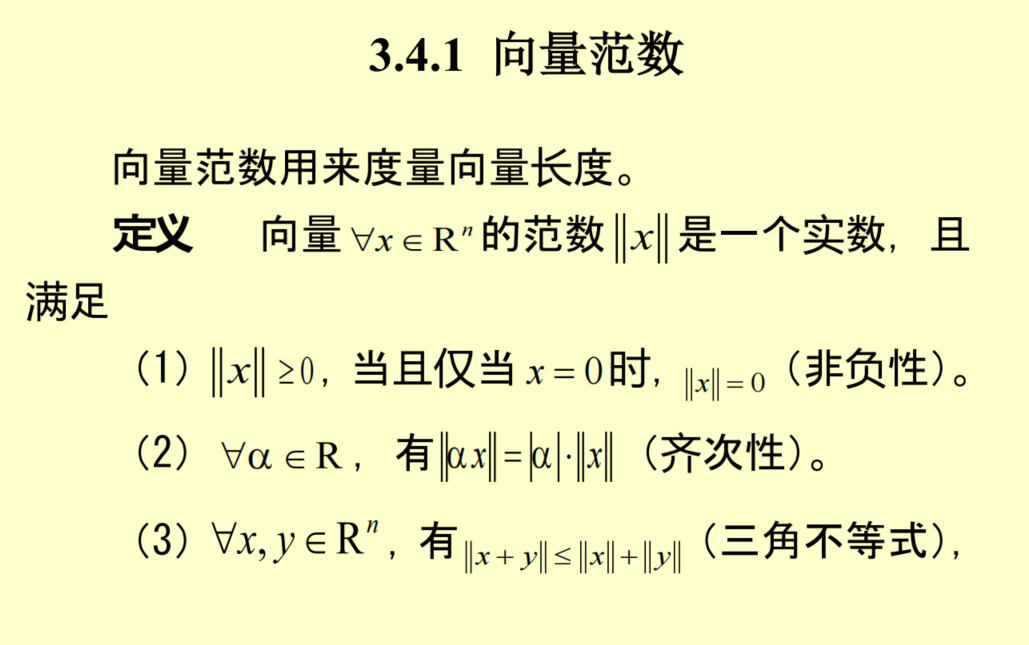 3.4.1 向量范数
向量范数用来度量向量长度。
定义 向量 ∀x ∈ Rⁿ 的范数 ‖x‖ 是一个实数, 且
满足
(1) ‖x‖ ≥ 0, 当且仅当 x = 0 时, ‖x‖ = 0 (非负性)。
(2) ∀α ∈ R, 有 ‖αx‖ = |α|·‖x‖ (齐次性)。
(3) ∀x, y ∈ Rⁿ, 有 ‖x + y‖ ≤ ‖x‖ + ‖y‖ (三角不等式),